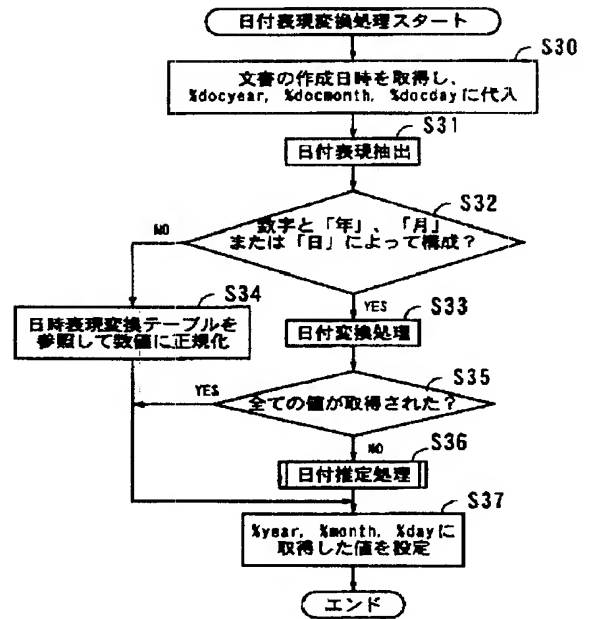 日付表現変換処理スタート
S30
文書の作成日時を取得し、
%docyear, %docmonth, %docdayに代入
S31
日付表現抽出
S32
数字と「年」、「月」
または「日」によって構成?
NO
YES
S34
日時表現変換テーブルを
参照して数値に正規化
S33
日付変換処理
S35
全ての値が取得された?
YES
NO
S36
日付推定処理
S37
%year, %month, %dayに
取得した値を設定
エンド